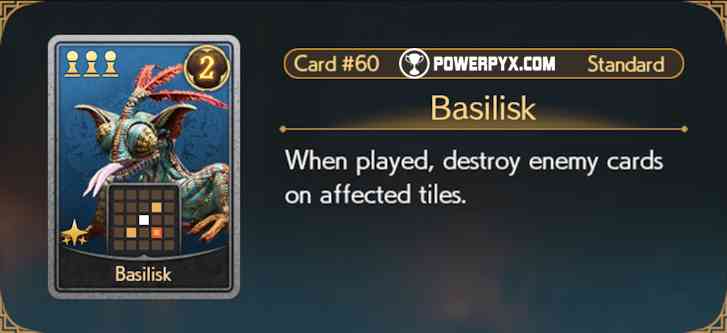 2
Basilisk
Card #60 POWERPYX.COM Standard
Basilisk
When played, destroy enemy cards
on affected tiles.